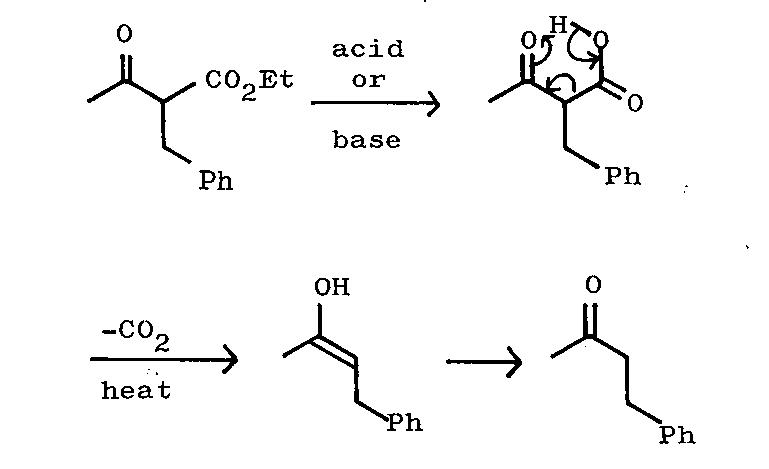 O
CO2Et
Ph
acid
or
base
O
H
O
O
Ph
-CO2
heat
OH
Ph
O
Ph